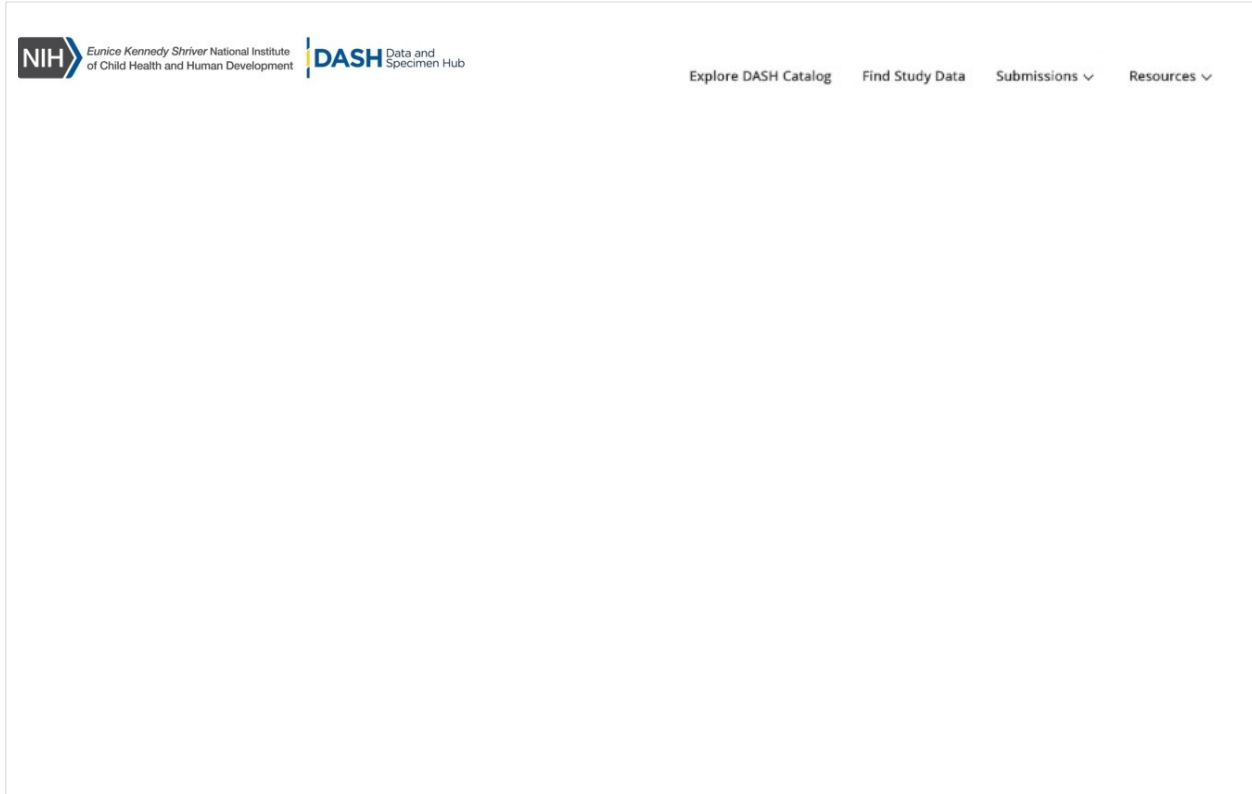 NIH
Eunice Kennedy Shriver National Institute
of Child Health and Human Development
DASH Data and
Specimen Hub
Explore DASH Catalog Find Study Data Submissions Resources